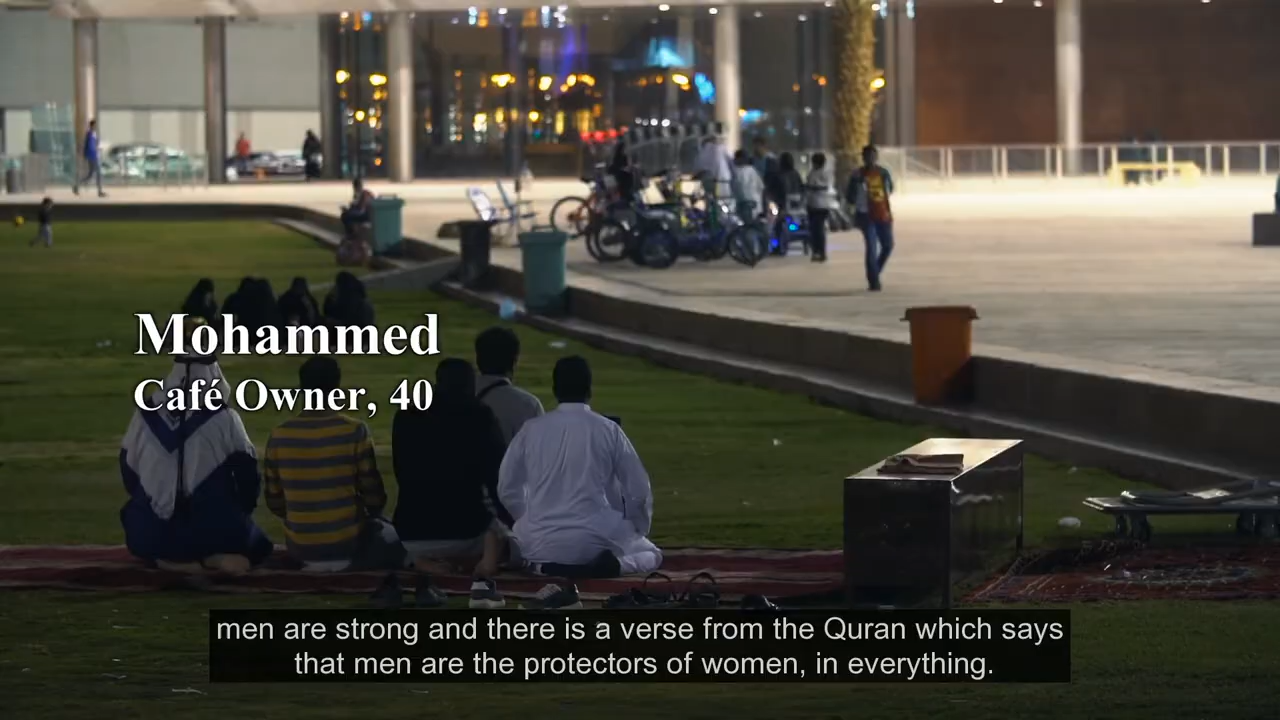 Mohammed
Café Owner, 40
men are strong and there is a verse from the Quran which says
that men are the protectors of women, in everything.